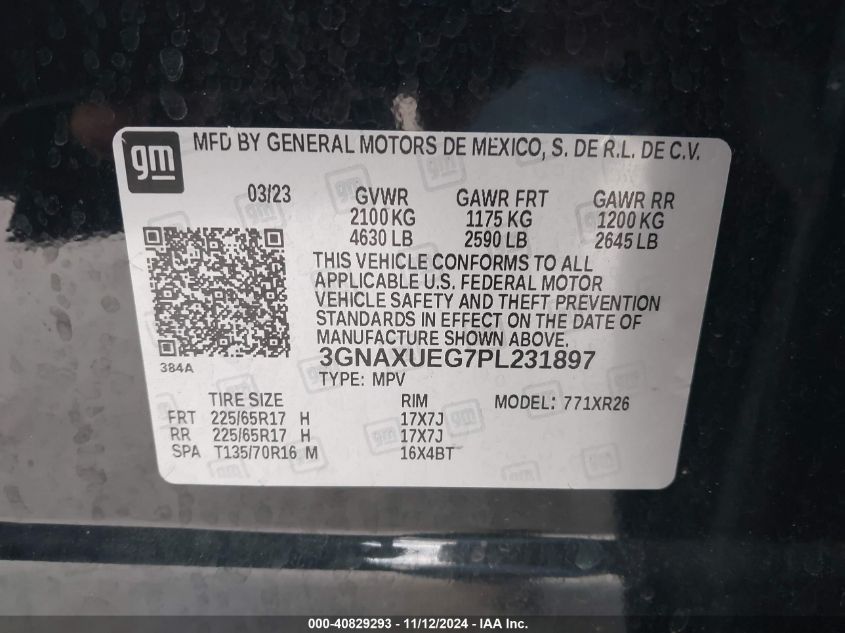 gm
MFD BY GENERAL MOTORS DE MEXICO, S. DE R.L. DE C.V.
03/23 GVWR GAWR FRT GAWR RR
2100 KG 1175 KG 1200 KG
4630 LB 2590 LB 2645 LB
THIS VEHICLE CONFORMS TO ALL
APPLICABLE U.S. FEDERAL MOTOR
VEHICLE SAFETY AND THEFT PREVENTION
STANDARDS IN EFFECT ON THE DATE OF
MANUFACTURE SHOWN ABOVE.
384A
3GNAXUEG7PL231897
TYPE: MPV
TIRE SIZE RIM MODEL: 771XR26
FRT 225/65R17 H 17X7J
RR 225/65R17 H 17X7J
SPA T135/70R16 M 16X4BT
000-40829293 - 11/12/2024 - IAA Inc.